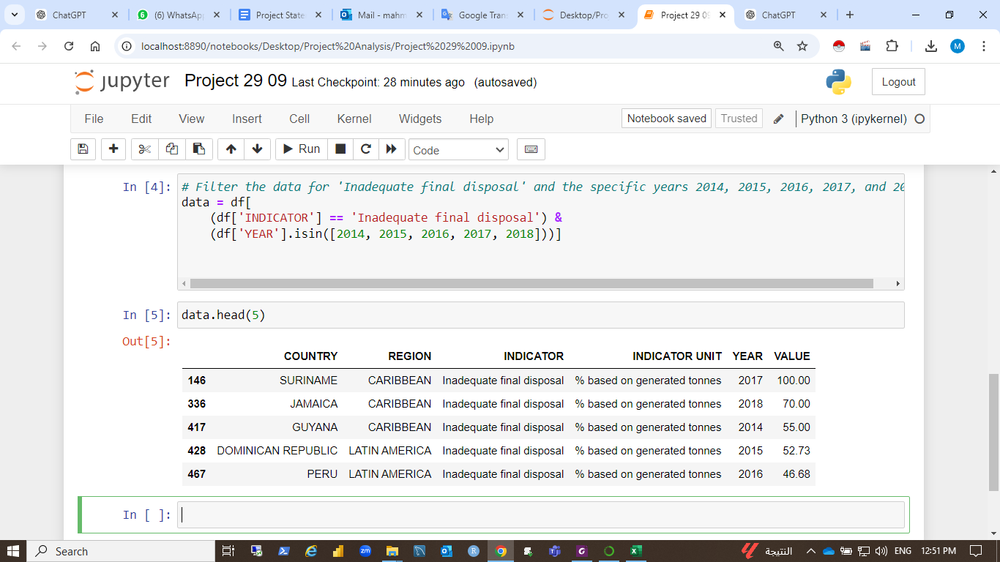 ChatGPT
(6) WhatsApp
Project State
Mail - mahm
Google Tran
Desktop/Pro
Project 29 09
ChatGPT
localhost:8890/notebooks/Desktop/Project%20Analysis/Project%2029%2009.ipynb
M
jupyter Project 29 09 Last Checkpoint: 28 minutes ago (autosaved)
Logout
File Edit View Insert Cell Kernel Widgets Help
Notebook saved Trusted Python 3 (ipykernel)
Run Code
In [4]: # Filter the data for 'Inadequate final disposal' and the specific years 2014, 2015, 2016, 2017, and 20
data = df[
(df['INDICATOR'] == 'Inadequate final disposal') &
(df['YEAR'].isin([2014, 2015, 2016, 2017, 2018]))]
In [5]: data.head(5)
Out[5]:
COUNTRY REGION INDICATOR INDICATOR UNIT YEAR VALUE
146 SURINAME CARIBBEAN Inadequate final disposal % based on generated tonnes 2017 100.00
336 JAMAICA CARIBBEAN Inadequate final disposal % based on generated tonnes 2018 70.00
417 GUYANA CARIBBEAN Inadequate final disposal % based on generated tonnes 2014 55.00
428 DOMINICAN REPUBLIC LATIN AMERICA Inadequate final disposal % based on generated tonnes 2015 52.73
467 PERU LATIN AMERICA Inadequate final disposal % based on generated tonnes 2016 46.68
In [ ]:
Search
zm
R
G
النتيجة
ENG
12:51 PM